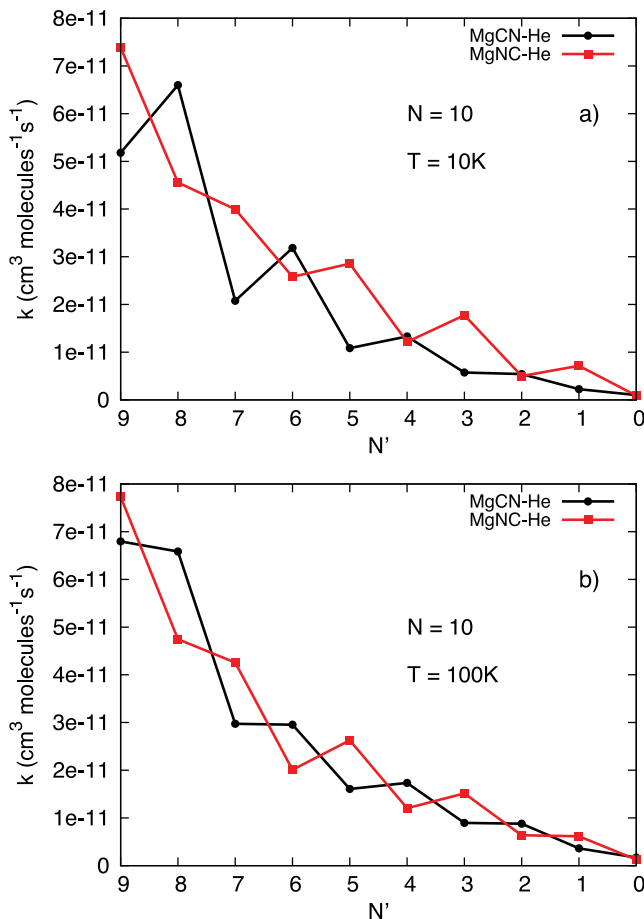 8e-11
7e-11
6e-11
5e-11
4e-11
3e-11
2e-11
1e-11
0
k (cm³ molecules⁻¹s⁻¹)
MgCN-He
MgNC-He
N = 10
a)
T = 10K
9 8 7 6 5 4 3 2 1 0
N'
8e-11
7e-11
6e-11
5e-11
4e-11
3e-11
2e-11
1e-11
0
k (cm³ molecules⁻¹s⁻¹)
MgCN-He
MgNC-He
b)
N = 10
T = 100K
9 8 7 6 5 4 3 2 1 0
N'